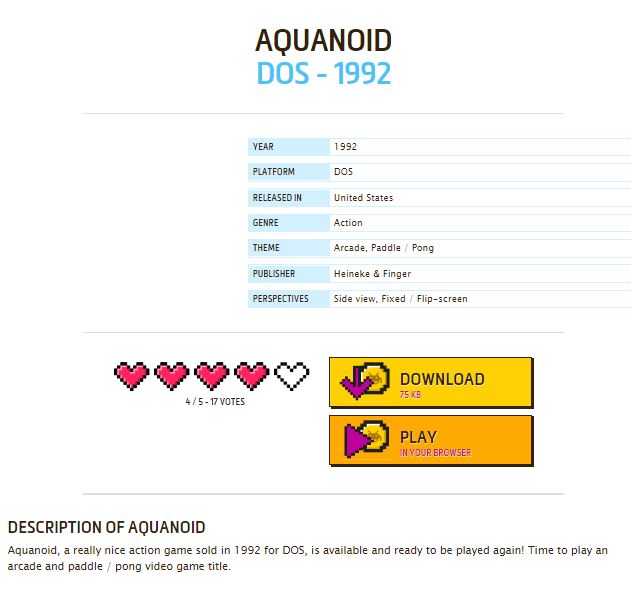 AQUANOID
DOS - 1992
YEAR 1992
PLATFORM DOS
RELEASED IN United States
GENRE Action
THEME Arcade, Paddle / Pong
PUBLISHER Heineke & Finger
PERSPECTIVES Side view, Fixed / Flip-screen
4 / 5 - 17 VOTES
DOWNLOAD
75 KB
PLAY
IN YOUR BROWSER
DESCRIPTION OF AQUANOID
Aquanoid, a really nice action game sold in 1992 for DOS, is available and ready to be played again! Time to play an
arcade and paddle / pong video game title.